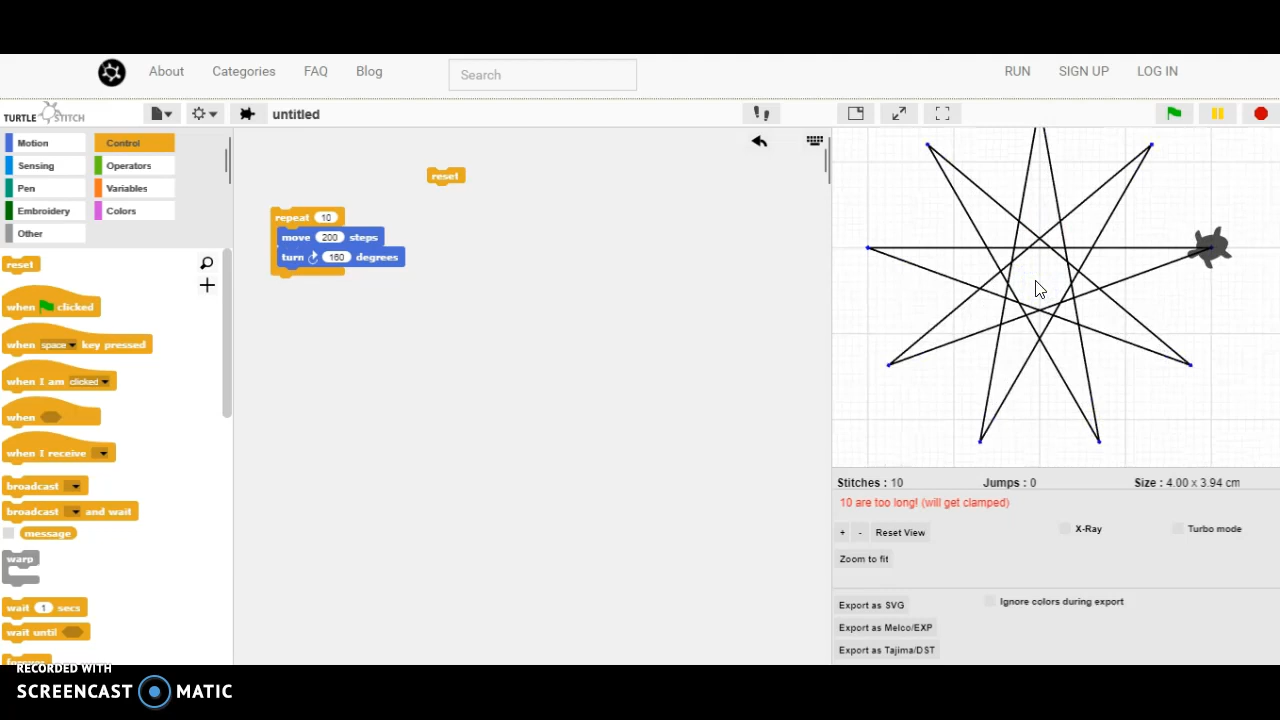 About Categories FAQ Blog Search RUN SIGN UP LOG IN
TURTLE STITCH untitled
Motion Control
Sensing Operators
Pen Variables
Embroidery Colors
Other
reset
when clicked
when space key pressed
when I am clicked
when
when I receive
broadcast
broadcast and wait
message
warp
wait 1 secs
wait until
forever
reset
repeat 10
move 200 steps
turn 160 degrees
Stitches : 10 Jumps : 0 Size : 4.00 x 3.94 cm
10 are too long! (will get clamped)
+ - Reset View X-Ray Turbo mode
Zoom to fit
Export as SVG Ignore colors during export
Export as Melco/EXP
Export as Tajima/DST
RECORDED WITH
SCREENCAST MATIC